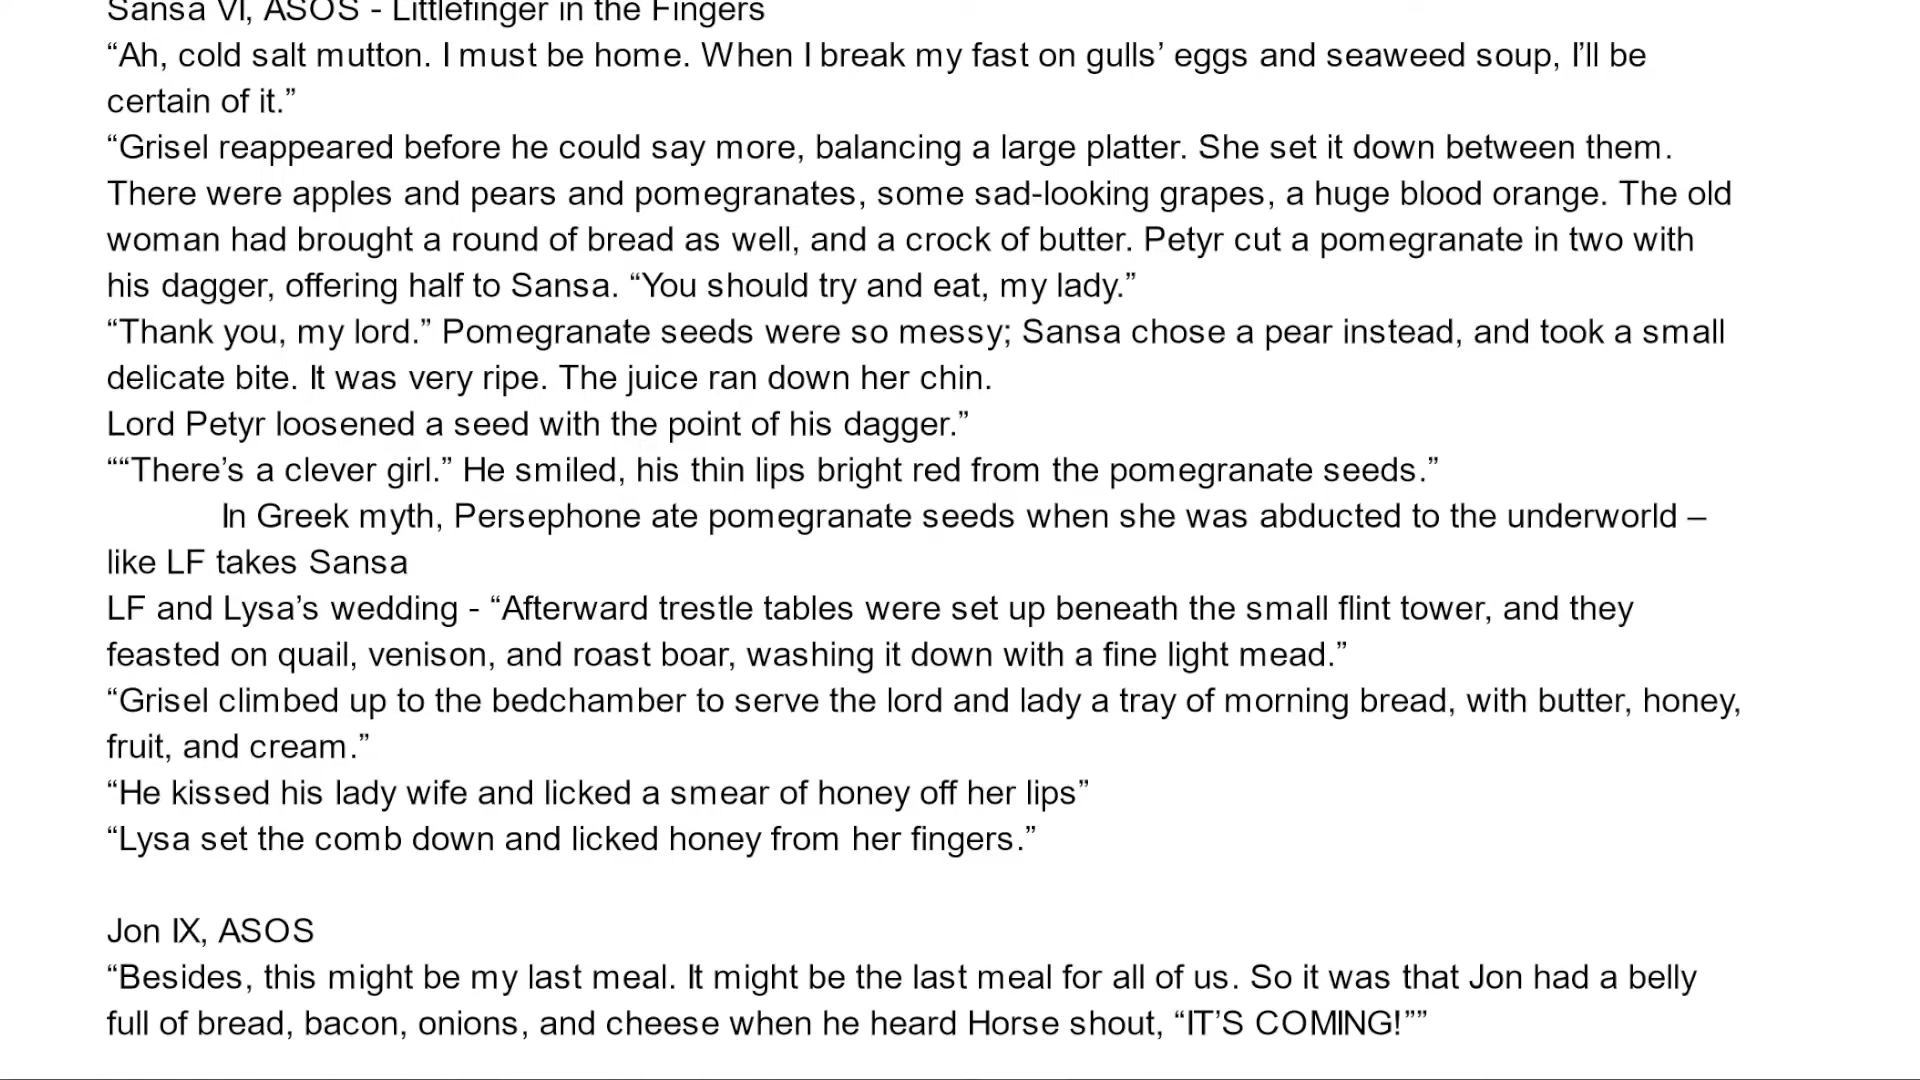 Sansa VI, ASOS - Littlefinger in the Fingers
“Ah, cold salt mutton. I must be home. When I break my fast on gulls’ eggs and seaweed soup, I’ll be
certain of it.”
“Grisel reappeared before he could say more, balancing a large platter. She set it down between them.
There were apples and pears and pomegranates, some sad-looking grapes, a huge blood orange. The old
woman had brought a round of bread as well, and a crock of butter. Petyr cut a pomegranate in two with
his dagger, offering half to Sansa. “You should try and eat, my lady.”
“Thank you, my lord.” Pomegranate seeds were so messy; Sansa chose a pear instead, and took a small
delicate bite. It was very ripe. The juice ran down her chin.
Lord Petyr loosened a seed with the point of his dagger.”
““There’s a clever girl.” He smiled, his thin lips bright red from the pomegranate seeds.”
In Greek myth, Persephone ate pomegranate seeds when she was abducted to the underworld –
like LF takes Sansa
LF and Lysa’s wedding - “Afterward trestle tables were set up beneath the small flint tower, and they
feasted on quail, venison, and roast boar, washing it down with a fine light mead.”
“Grisel climbed up to the bedchamber to serve the lord and lady a tray of morning bread, with butter, honey,
fruit, and cream.”
“He kissed his lady wife and licked a smear of honey off her lips”
“Lysa set the comb down and licked honey from her fingers.”
Jon IX, ASOS
“Besides, this might be my last meal. It might be the last meal for all of us. So it was that Jon had a belly
full of bread, bacon, onions, and cheese when he heard Horse shout, “IT’S COMING!””